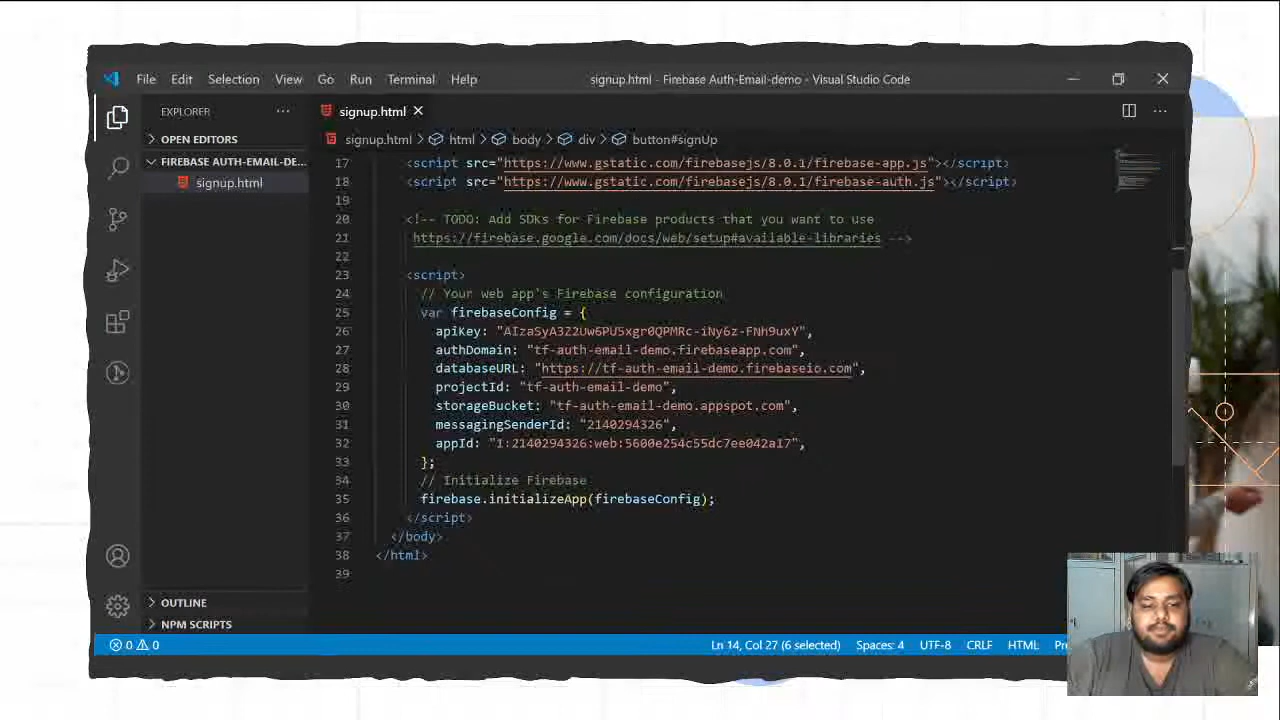 File Edit Selection View Go Run Terminal Help
signup.html - Firebase Auth-Email-demo - Visual Studio Code
EXPLORER
OPEN EDITORS
FIREBASE AUTH-EMAIL-DE...
signup.html
signup.html
signup.html > html > body > div > button#signUp
17 <script src="https://www.gstatic.com/firebasejs/8.0.1/firebase-app.js"></script>
18 <script src="https://www.gstatic.com/firebasejs/8.0.1/firebase-auth.js"></script>
19
20 <!-- TODO: Add SDKs for Firebase products that you want to use
21 https://firebase.google.com/docs/web/setup#available-libraries -->
22
23 <script>
24 // Your web app's Firebase configuration
25 var firebaseConfig = {
26 apiKey: "AIzaSyA3Z2Uw6PU5xgr0QPMRc-iNy6z-FNh9uxY",
27 authDomain: "tf-auth-email-demo.firebaseapp.com",
28 databaseURL: "https://tf-auth-email-demo.firebaseio.com",
29 projectId: "tf-auth-email-demo",
30 storageBucket: "tf-auth-email-demo.appspot.com",
31 messagingSenderId: "2140294326",
32 appId: "1:2140294326:web:5600e254c55dc7ee042a17",
33 };
34 // Initialize Firebase
35 firebase.initializeApp(firebaseConfig);
36 </script>
37 </body>
38 </html>
39
OUTLINE
NPM SCRIPTS
0 0
Ln 14, Col 27 (6 selected) Spaces: 4 UTF-8 CRLF HTML